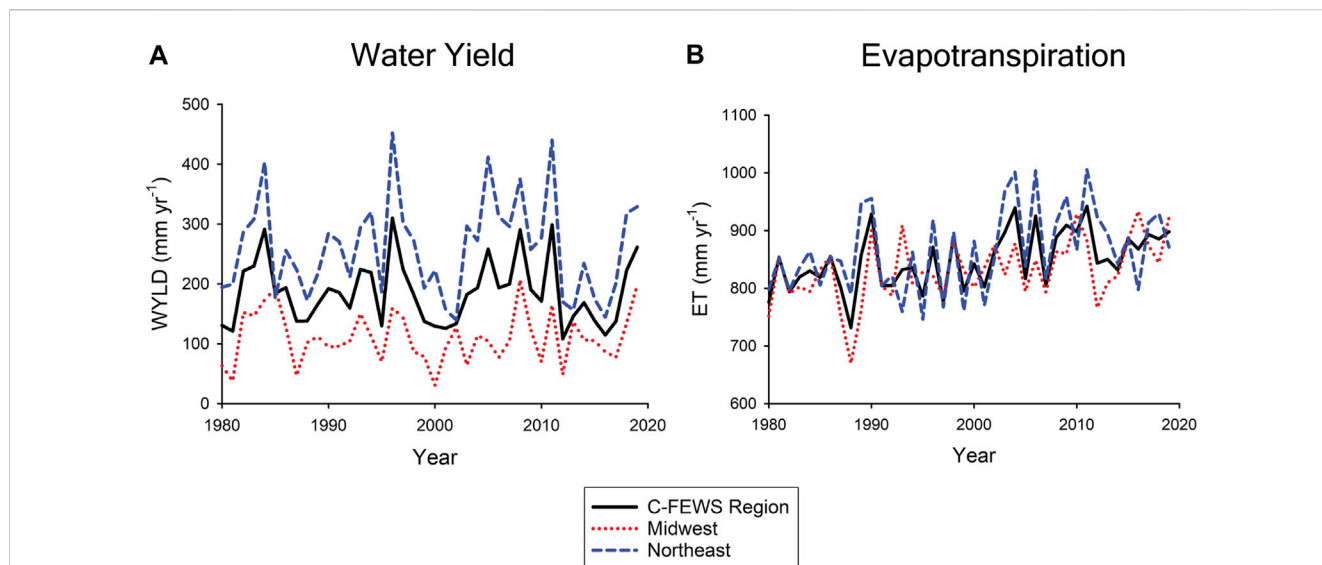 A Water Yield
B Evapotranspiration
WYLD (mm yr-1)
500
400
300
200
100
0
1980 1990 2000 2010 2020
Year
ET (mm yr-1)
1100
1000
900
800
700
600
1980 1990 2000 2010 2020
Year
C-FEWS Region
Midwest
Northeast